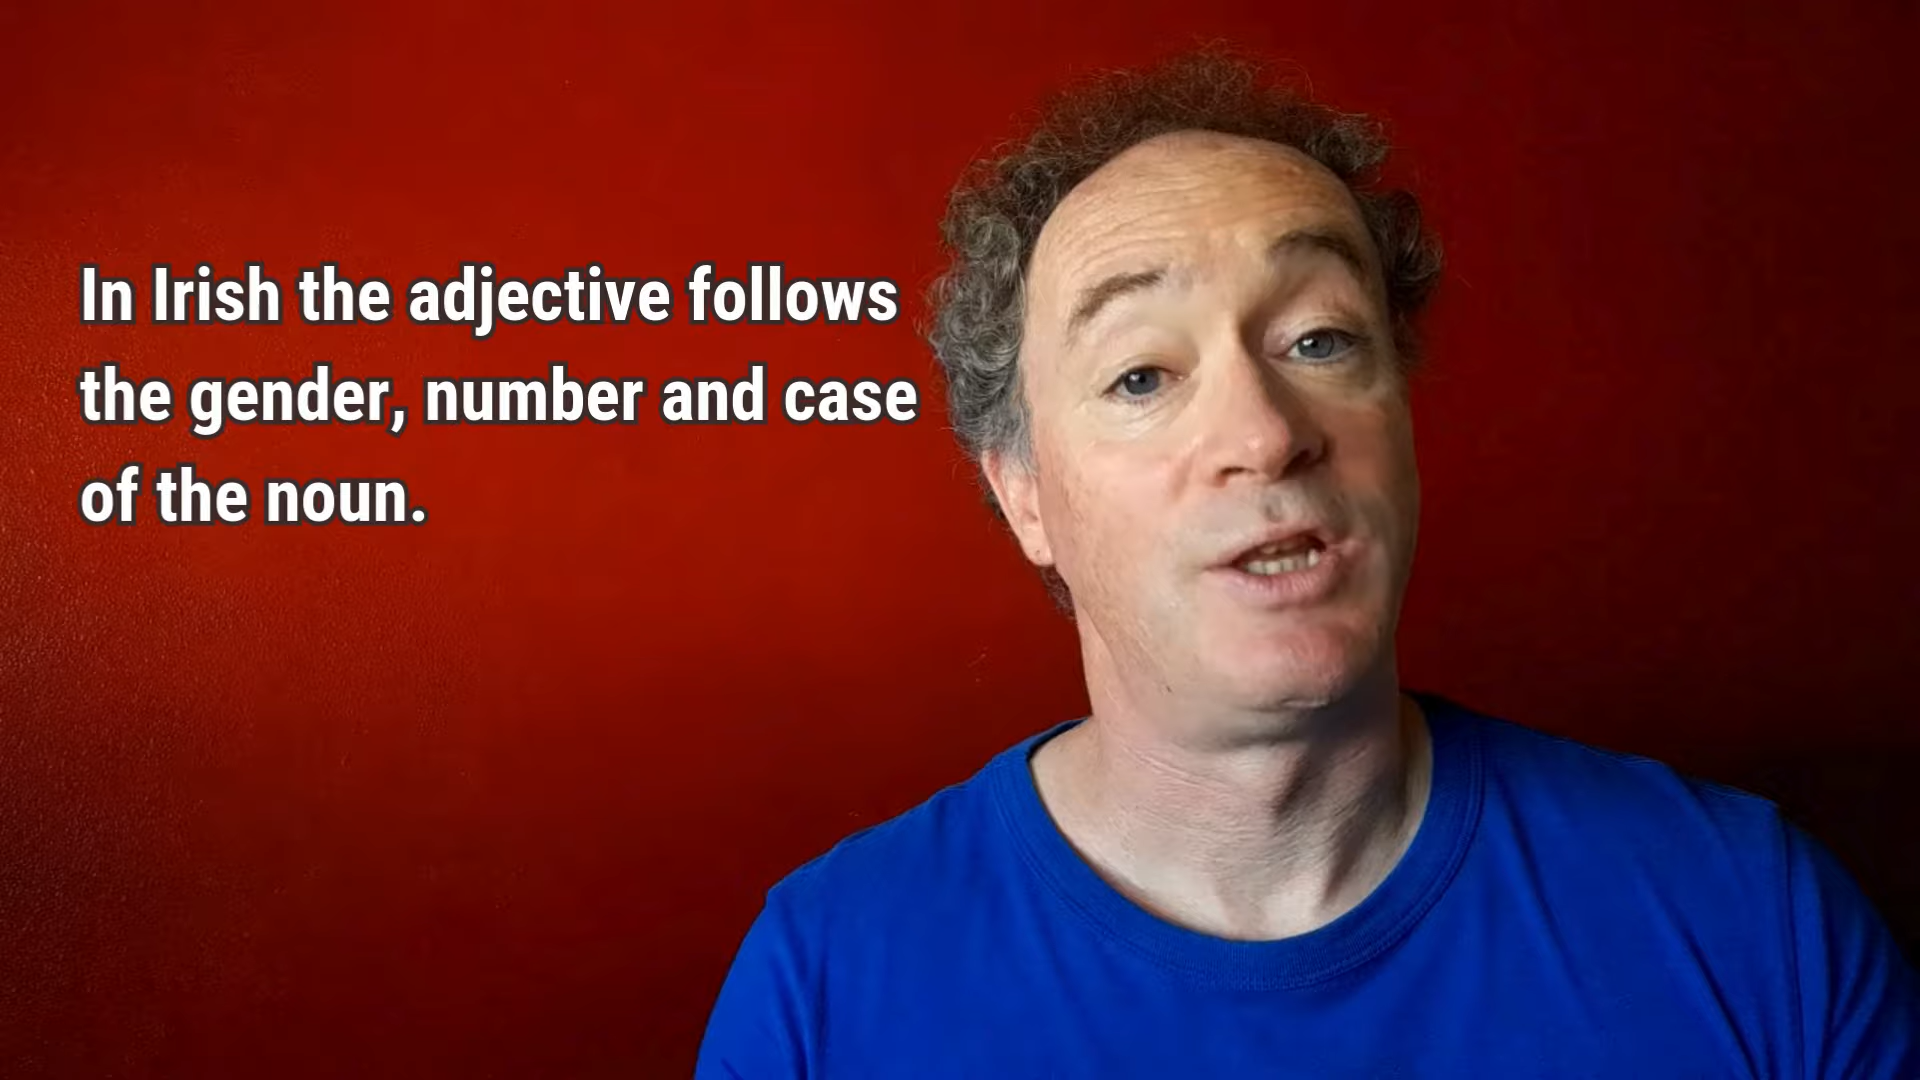 In Irish the adjective follows
the gender, number and case
of the noun.